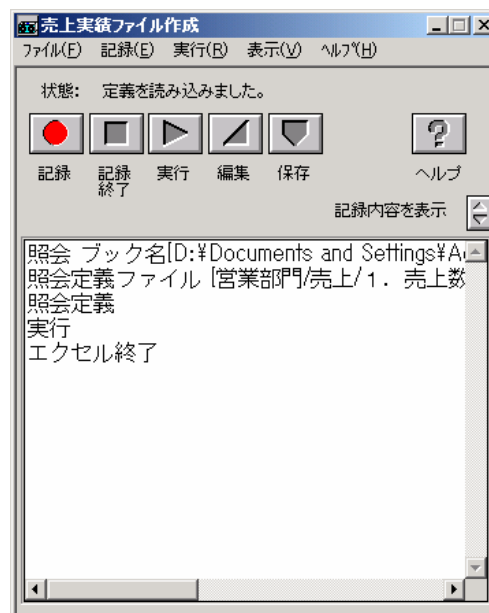 売上実績ファイル作成
ファイル(F) 記録(E) 実行(R) 表示(V) ヘルプ(H)
状態: 定義を読み込みました。
記録 記録終了 実行 編集 保存 ヘルプ
記録内容を表示
照会 ブック名[D:¥Documents and Settings¥A
照会定義ファイル [営業部門/売上/１．売上数
照会定義
実行
エクセル終了